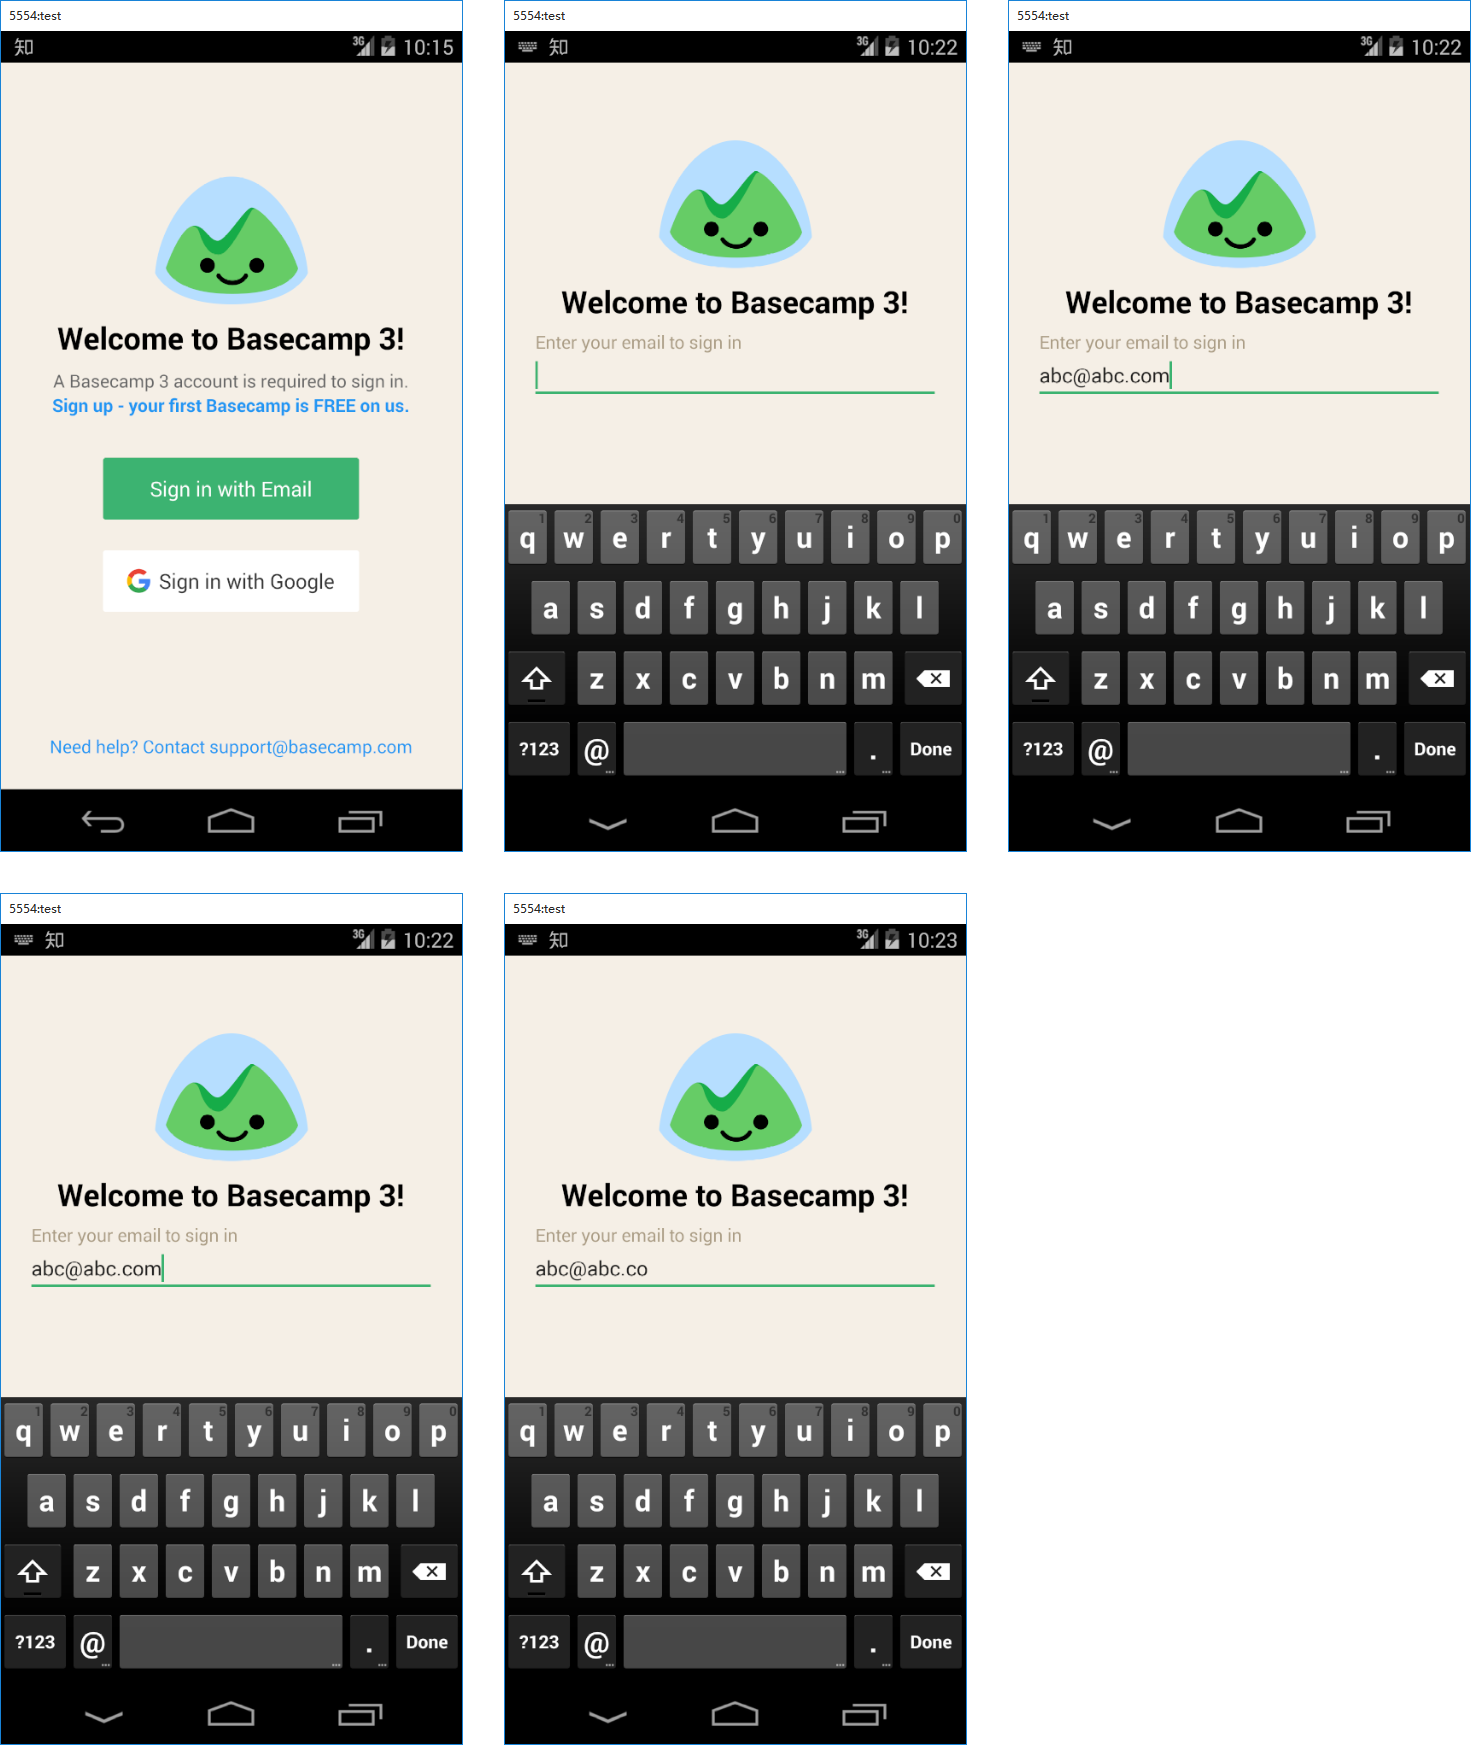 5554:test
知 3G 10:15
Welcome to Basecamp 3!
A Basecamp 3 account is required to sign in.
Sign up - your first Basecamp is FREE on us.
Sign in with Email
G Sign in with Google
Need help? Contact support@basecamp.com
5554:test
知 3G 10:22
Welcome to Basecamp 3!
Enter your email to sign in
1 2 3 4 5 6 7 8 9 0
q w e r t y u i o p
a s d f g h j k l
z x c v b n m
?123 @ . Done
5554:test
知 3G 10:22
Welcome to Basecamp 3!
Enter your email to sign in
abc@abc.com
1 2 3 4 5 6 7 8 9 0
q w e r t y u i o p
a s d f g h j k l
z x c v b n m
?123 @ . Done
5554:test
知 3G 10:22
Welcome to Basecamp 3!
Enter your email to sign in
abc@abc.com
1 2 3 4 5 6 7 8 9 0
q w e r t y u i o p
a s d f g h j k l
z x c v b n m
?123 @ . Done
5554:test
知 3G 10:23
Welcome to Basecamp 3!
Enter your email to sign in
abc@abc.co
1 2 3 4 5 6 7 8 9 0
q w e r t y u i o p
a s d f g h j k l
z x c v b n m
?123 @ . Done